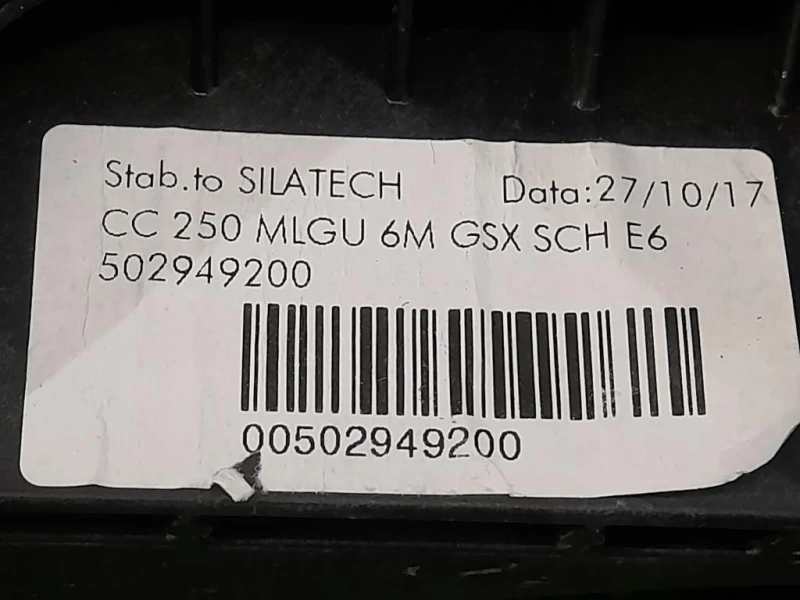 Stab.to SILATECH Data:27/10/17
CC 250 MLGU 6M GSX SCH E6
502949200
00502949200